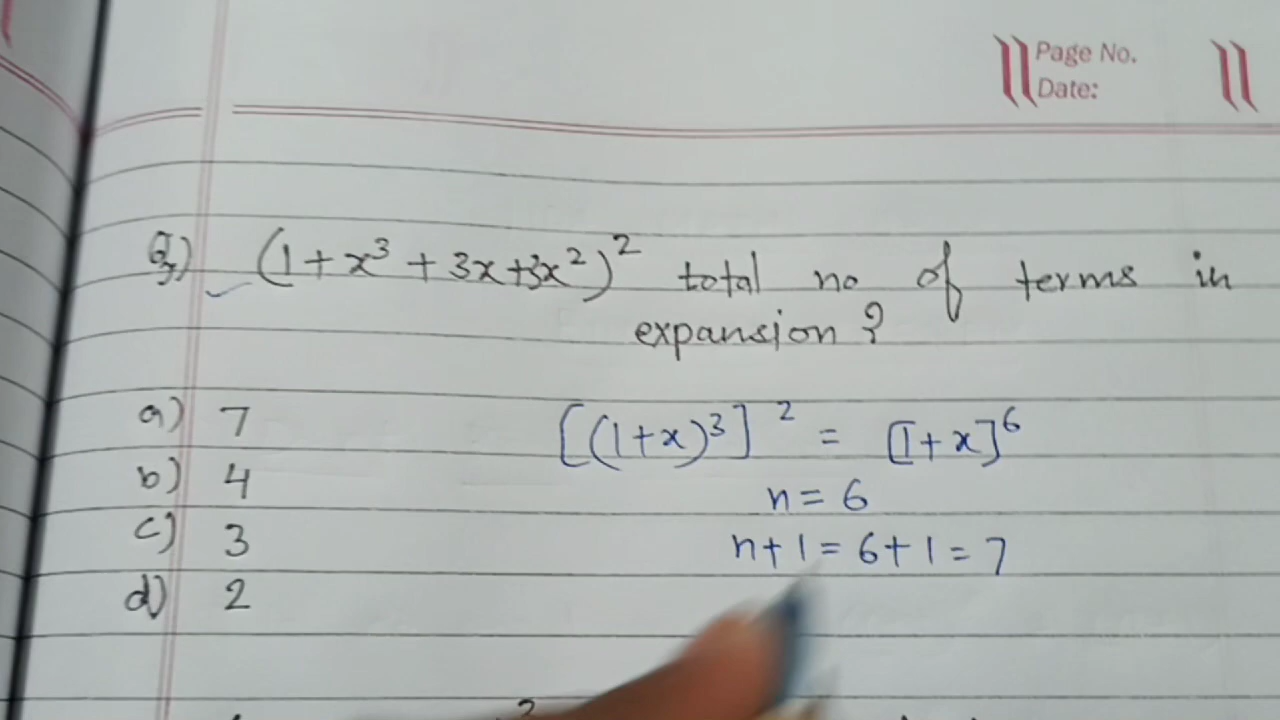 Page No.
Date:
Q) (1 + x³ + 3x + 3x²)² total no of terms in
expansion?
a) 7
b) 4
c) 3
d) 2
[(1+x)³]² = [1+x]⁶
n = 6
n+1 = 6+1 = 7